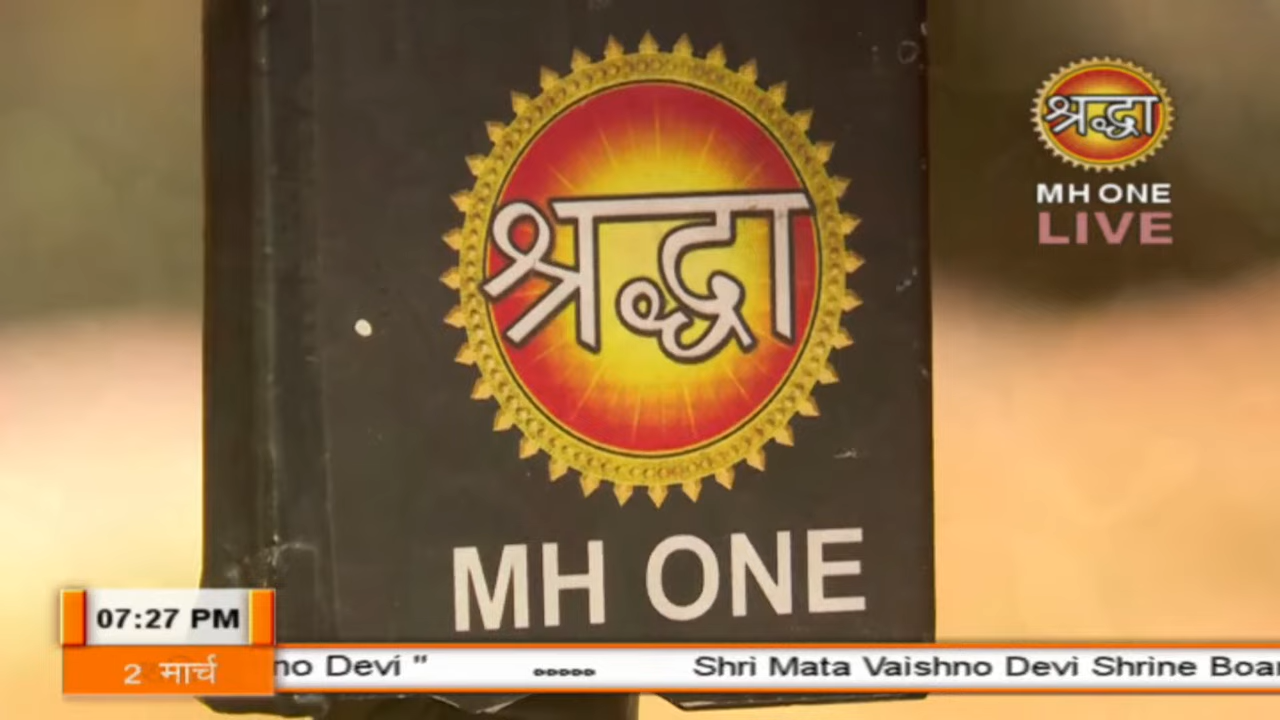 श्रद्धा
MH ONE
श्रद्धा
MH ONE
LIVE
07:27 PM
2 मार्च
no Devi " Shri Mata Vaishno Devi Shrine Boar